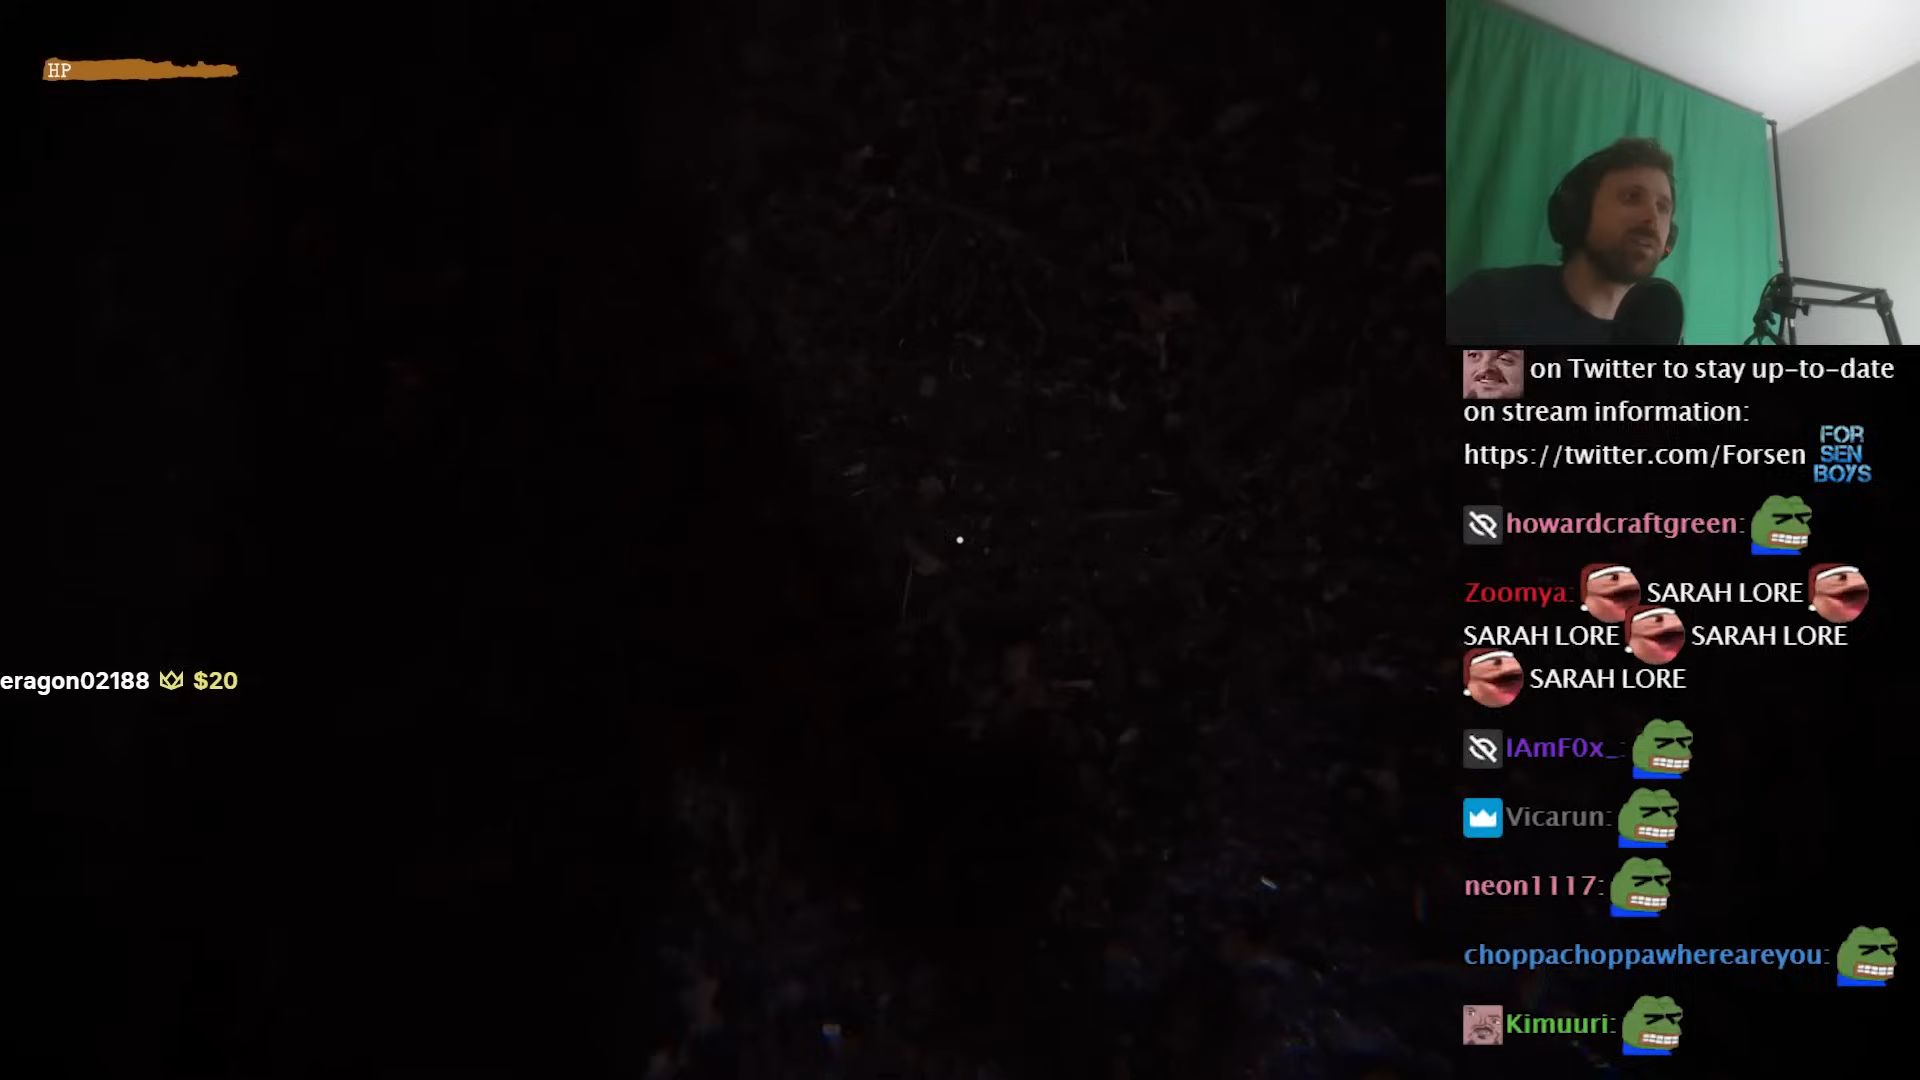 HP
eragon02188 $20
on Twitter to stay up-to-date
on stream information:
https://twitter.com/Forsen FOR
SEN
BOYS
howardcraftgreen:
Zoomya: SARAH LORE
SARAH LORE SARAH LORE
SARAH LORE
IAmF0x_:
Vicarun:
neon1117:
choppachoppawhereareyou:
Kimuuri: